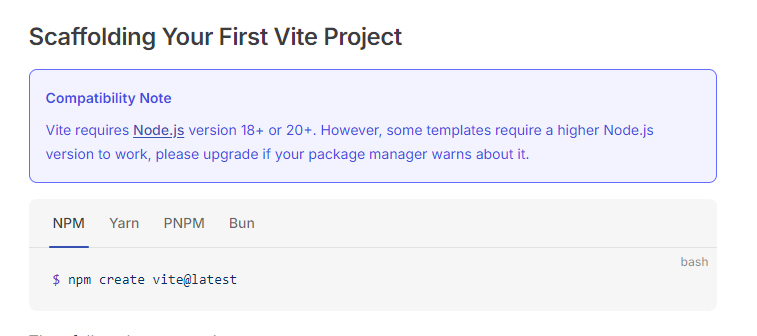 Scaffolding Your First Vite Project
Compatibility Note
Vite requires Node.js version 18+ or 20+. However, some templates require a higher Node.js
version to work, please upgrade if your package manager warns about it.
NPM Yarn PNPM Bun
bash
$ npm create vite@latest